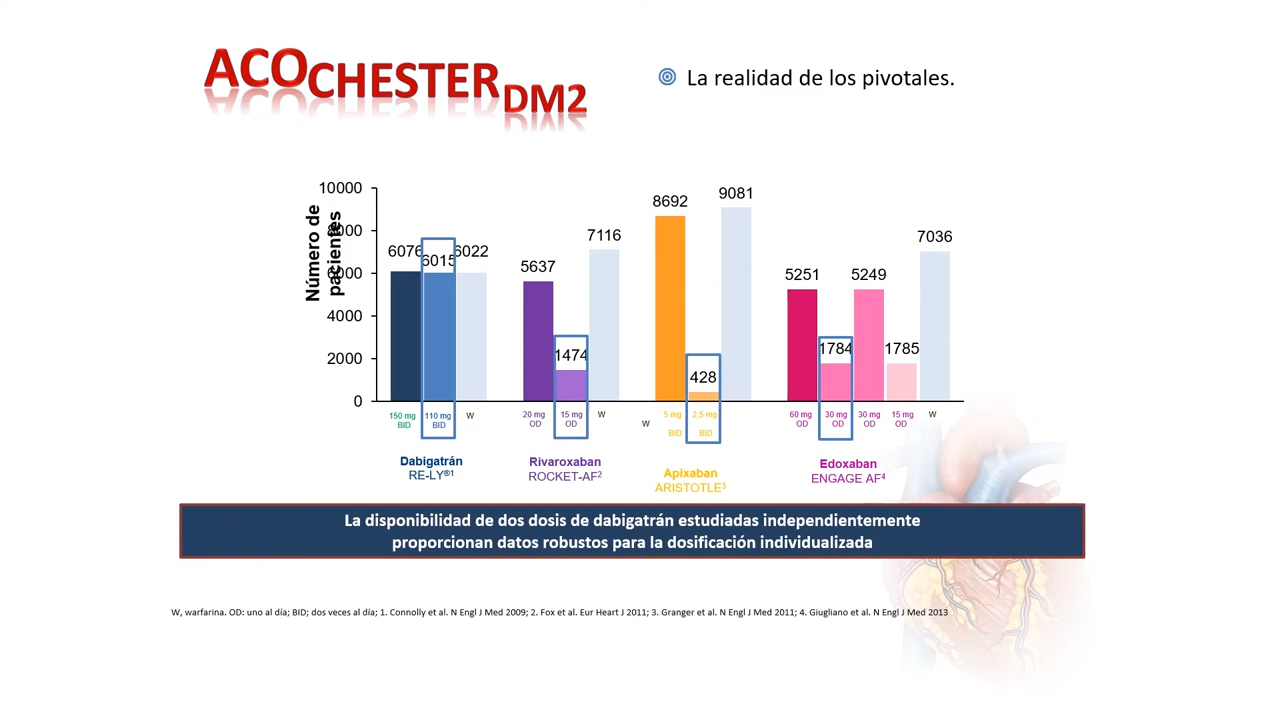 ACOCHESTER DM2
La realidad de los pivotales.
Número de
pacientes
10000
8000
6000
4000
2000
0
6076
6015
6022
5637
1474
7116
8692
428
9081
5251
1784
5249
1785
7036
150 mg
BID
110 mg
BID
W
20 mg
OD
15 mg
OD
W
W
5 mg
BID
2,5 mg
BID
60 mg
OD
30 mg
OD
30 mg
OD
15 mg
OD
W
Dabigatrán
RE-LY®1
Rivaroxaban
ROCKET-AF2
Apixaban
ARISTOTLE3
Edoxaban
ENGAGE AF4
La disponibilidad de dos dosis de dabigatrán estudiadas independientemente
proporcionan datos robustos para la dosificación individualizada
W, warfarina. OD: uno al día; BID; dos veces al día; 1. Connolly et al. N Engl J Med 2009; 2. Fox et al. Eur Heart J 2011; 3. Granger et al. N Engl J Med 2011; 4. Giugliano et al. N Engl J Med 2013